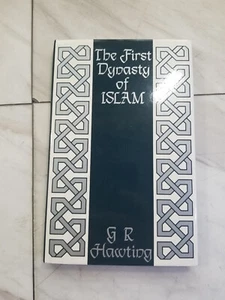 The First
Dynasty
of
ISLAM
G R
Hawting